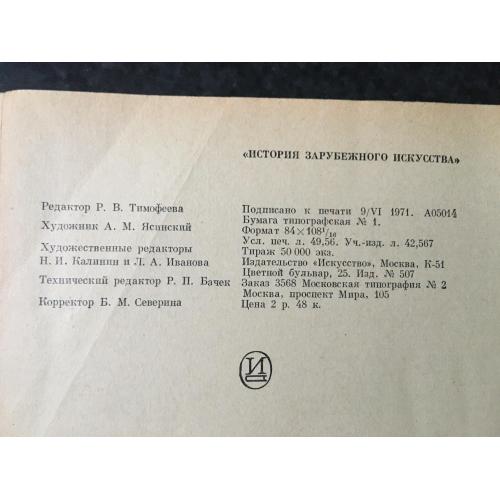 «ИСТОРИЯ ЗАРУБЕЖНОГО ИСКУССТВА»
Редактор Р. В. Тимофеева
Художник А. М. Ясинский
Художественные редакторы
Н. И. Калинин и Л. А. Иванова
Технический редактор Р. П. Бачек
Корректор Б. М. Северина
Подписано к печати 9/VI 1971. А05014
Бумага типографская № 1.
Формат 84×108¹/₁₆
Усл. печ. л. 49,56. Уч.-изд. л. 42,567
Тираж 50 000 экз.
Издательство «Искусство», Москва, К-51
Цветной бульвар, 25. Изд. № 507
Заказ 3568 Московская типография № 2
Москва, проспект Мира, 105
Цена 2 р. 48 к.
И